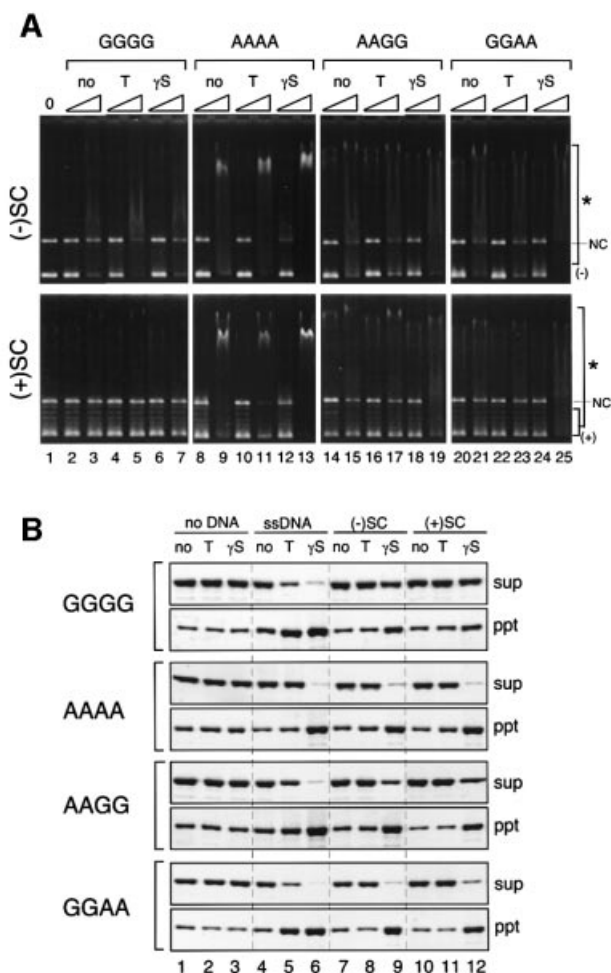 A
GGGG AAAA AAGG GGAA
0 no T γS no T γS no T γS no T γS
(-)SC
*
NC
(-)
(+)SC
*
NC
(+)
1 2 3 4 5 6 7 8 9 10 11 12 13 14 15 16 17 18 19 20 21 22 23 24 25
B
no DNA ssDNA (-)SC (+)SC
no T γS no T γS no T γS no T γS
GGGG
sup
ppt
AAAA
sup
ppt
AAGG
sup
ppt
GGAA
sup
ppt
1 2 3 4 5 6 7 8 9 10 11 12